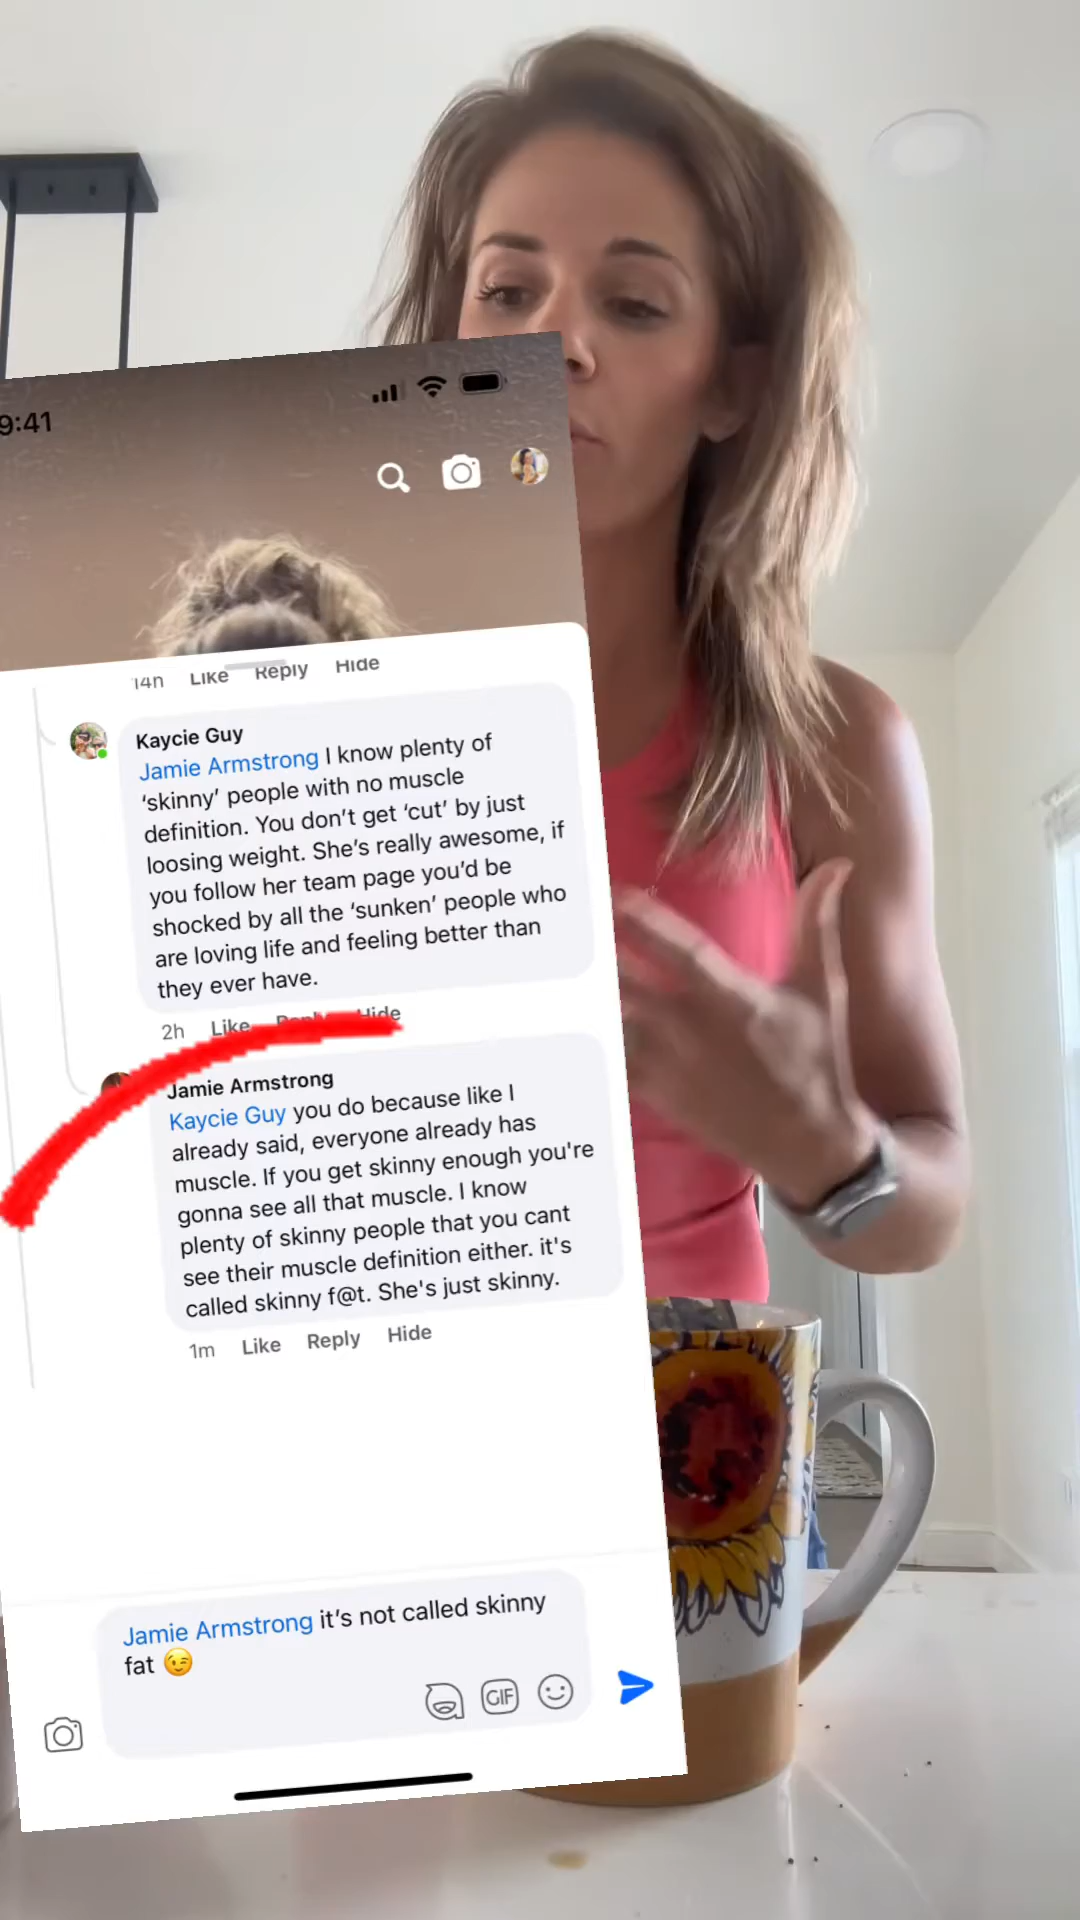 9:41
14h Like Reply Hide
Kaycie Guy
Jamie Armstrong I know plenty of
‘skinny’ people with no muscle
definition. You don’t get ‘cut’ by just
loosing weight. She’s really awesome, if
you follow her team page you’d be
shocked by all the ‘sunken’ people who
are loving life and feeling better than
they ever have.
2h Like Reply Hide
Jamie Armstrong
Kaycie Guy you do because like I
already said, everyone already has
muscle. If you get skinny enough you're
gonna see all that muscle. I know
plenty of skinny people that you cant
see their muscle definition either. it's
called skinny f@t. She's just skinny.
1m Like Reply Hide
Jamie Armstrong it’s not called skinny
fat 😉
GIF